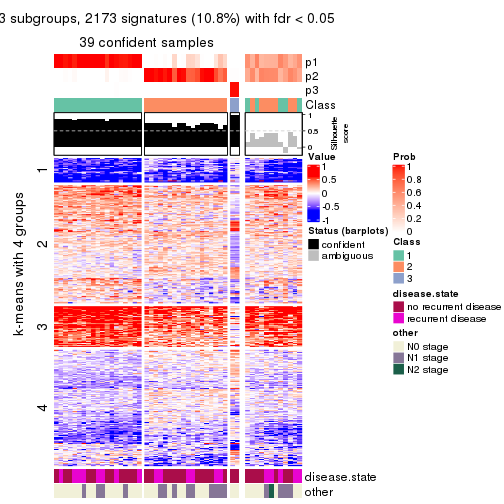 3 subgroups, 2173 signatures (10.8%) with fdr < 0.05
39 confident samples
p1
p2
p3
Class
1
0.5
0
Silhouette
score
k-means with 4 groups
1
2
3
4
disease.state
other
Value
1
0.5
0
-0.5
-1
Status (barplots)
confident
ambiguous
Prob
1
0.8
0.6
0.4
0.2
0
Class
1
2
3
disease.state
no recurrent disease
recurrent disease
other
N0 stage
N1 stage
N2 stage